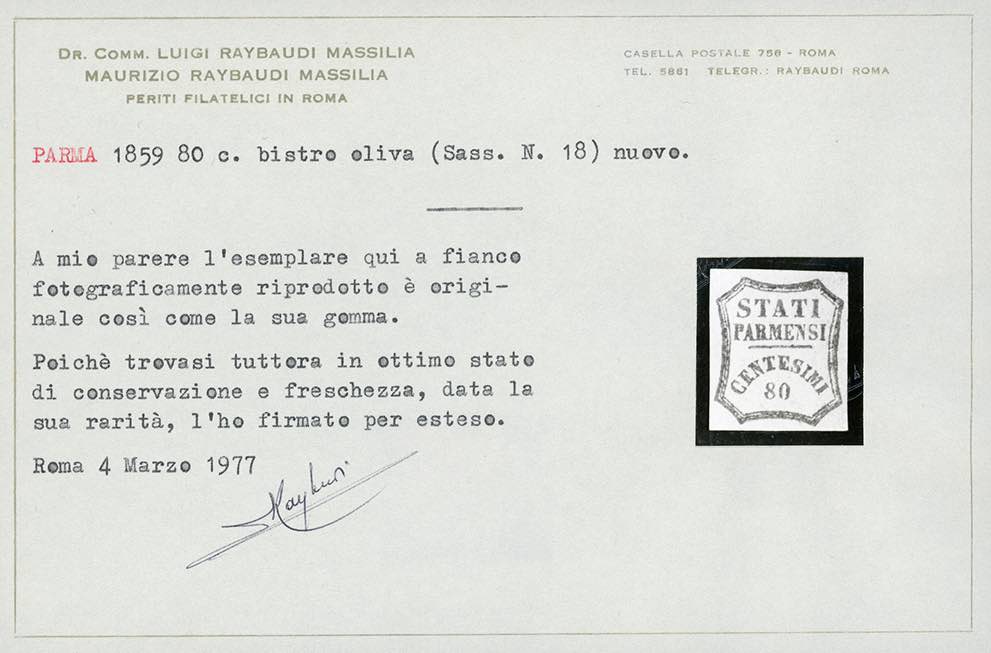 DR. COMM. LUIGI RAYBAUDI MASSILIA
MAURIZIO RAYBAUDI MASSILIA
PERITI FILATELICI IN ROMA
CASELLA POSTALE 756 - ROMA
TEL. 5861 TELEGR.: RAYBAUDI ROMA
PARMA 1859 80 c. bistro oliva (Sass. N. 18) nuovo.
A mio parere l'esemplare qui a fianco
fotograficamente riprodotto è origi-
nale così come la sua gomma.
Poichè trovasi tuttora in ottimo stato
di conservazione e freschezza, data la
sua rarità, l'ho firmato per esteso.
Roma 4 Marzo 1977
Raybaudi
STATI
PARMENSI
CENTESIMI
80